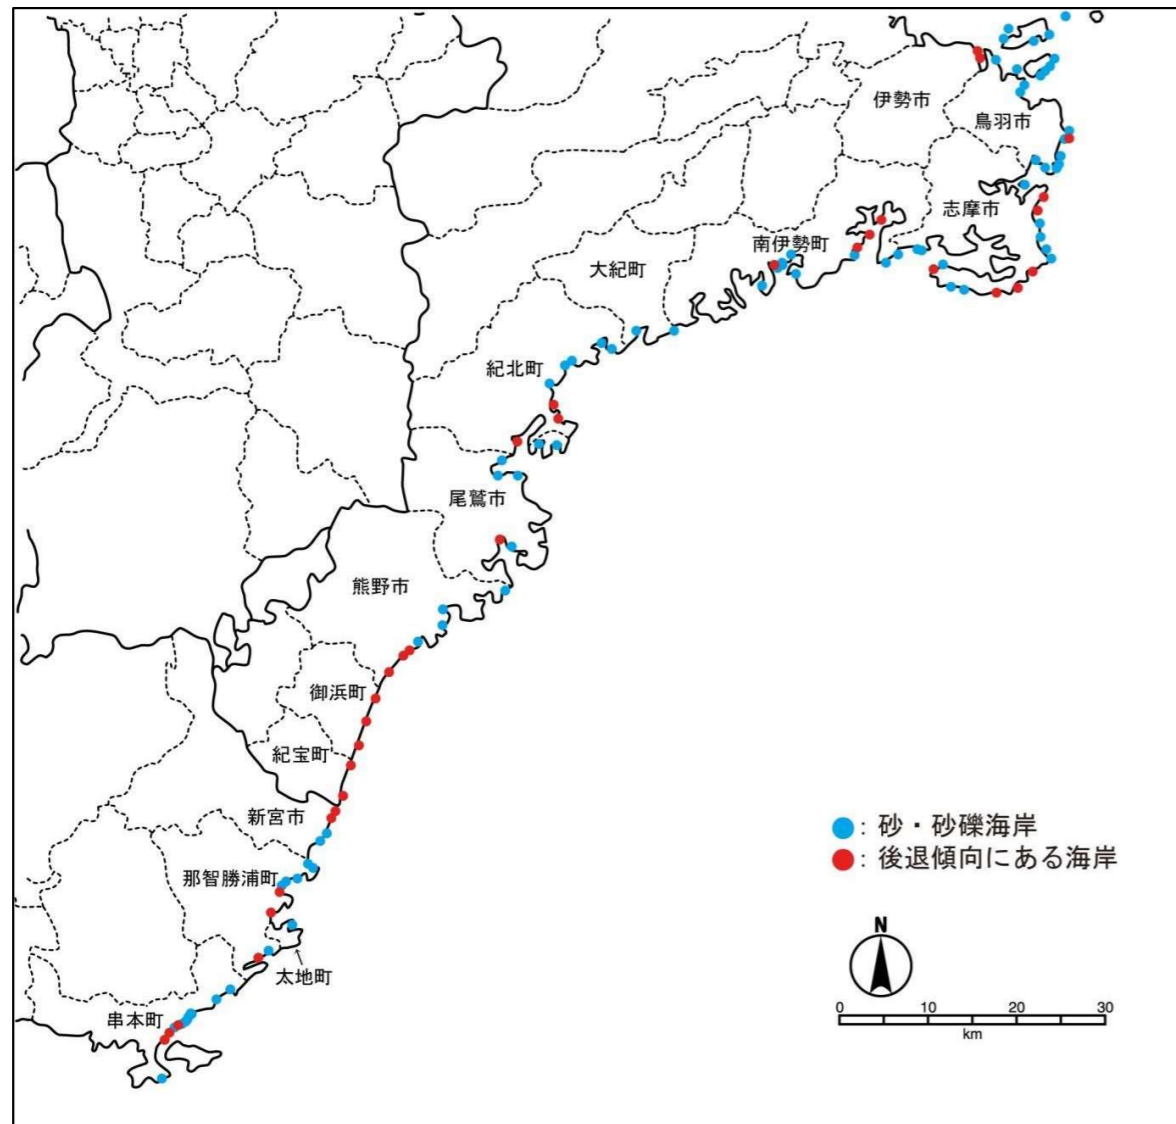 伊勢市
鳥羽市
志摩市
南伊勢町
大紀町
紀北町
尾鷲市
熊野市
御浜町
紀宝町
新宮市
那智勝浦町
太地町
串本町
：砂・砂礫海岸
：後退傾向にある海岸
N
0 10 20 30
km